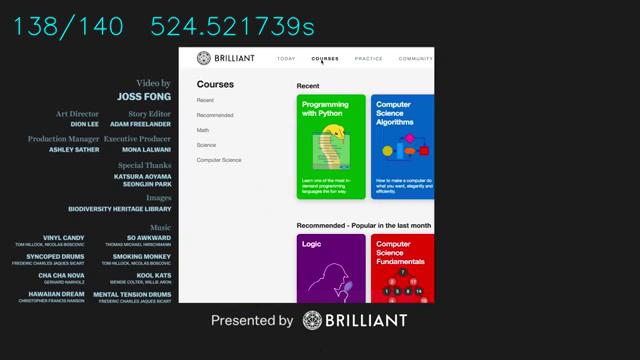 138/140 524.521739s
BRILLIANT
TODAY
COURSES
PRACTICE
COMMUNITY
Courses
Recent
Recommended
Math
Science
Computer Science
Recent
Programming
with Python
Learn one of the most in-
demand programming
languages the fun way.
Computer
Science
Algorithms
How to make a computer do
what you want, elegantly and
efficiently.
Recommended - Popular in the last month
Logic
Computer
Science
Fundamentals
Video by
JOSS FONG
Art Director
DION LEE
Story Editor
ADAM FREELANDER
Production Manager
ASHLEY SATHER
Executive Producer
MONA LALWANI
Special Thanks
KATSURA AOYAMA
SEONGJIN PARK
Images
BIODIVERSITY HERITAGE LIBRARY
Music
VINYL CANDY
TOM HILLOCK, NICOLAS BOSCOVIC
SO AWKWARD
THOMAS MICHAEL HIRSCHMANN
SYNCOPED DRUMS
FREDERIC CHARLES JAQUES SICART
SMOKING MONKEY
TOM HILLOCK, NICOLAS BOSCOVIC
CHA CHA NOVA
GERHARD NARHOLZ
KOOL KATS
WENDIE COLTER, WILLIE ARON
HAWAIIAN DREAM
CHRISTOPHER FRANCIS HANSON
MENTAL TENSION DRUMS
FREDERIC CHARLES JAQUES SICART
Presented by BRILLIANT